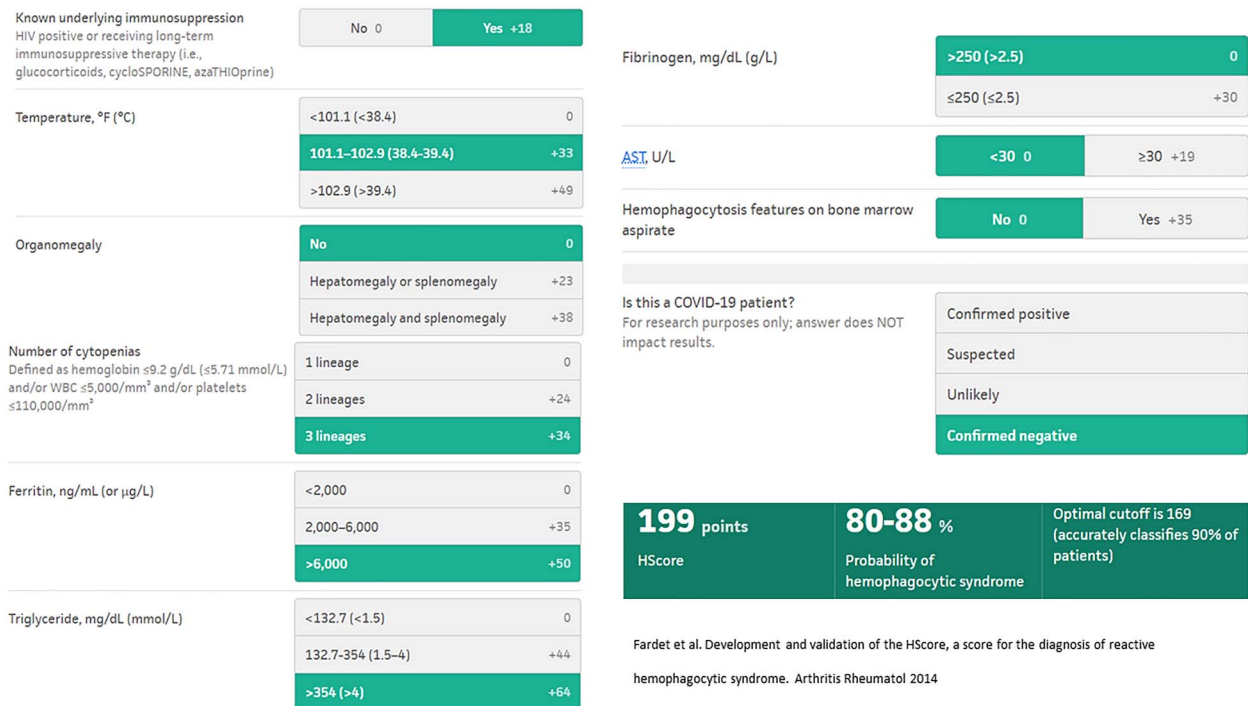 Known underlying immunosuppression
HIV positive or receiving long-term
immunosuppressive therapy (i.e.,
glucocorticoids, cycloSPORINE, azaTHIOprine)
No 0
Yes +18
Temperature, °F (°C)
<101.1 (<38.4) 0
101.1–102.9 (38.4-39.4) +33
>102.9 (>39.4) +49
Organomegaly
No 0
Hepatomegaly or splenomegaly +23
Hepatomegaly and splenomegaly +38
Number of cytopenias
Defined as hemoglobin ≤9.2 g/dL (≤5.71 mmol/L)
and/or WBC ≤5,000/mm³ and/or platelets
≤110,000/mm³
1 lineage 0
2 lineages +24
3 lineages +34
Ferritin, ng/mL (or μg/L)
<2,000 0
2,000–6,000 +35
>6,000 +50
Triglyceride, mg/dL (mmol/L)
<132.7 (<1.5) 0
132.7-354 (1.5–4) +44
>354 (>4) +64
Fibrinogen, mg/dL (g/L)
>250 (>2.5) 0
≤250 (≤2.5) +30
AST, U/L
<30 0
≥30 +19
Hemophagocytosis features on bone marrow
aspirate
No 0
Yes +35
Is this a COVID-19 patient?
For research purposes only; answer does NOT
impact results.
Confirmed positive
Suspected
Unlikely
Confirmed negative
199 points
HScore
80-88 %
Probability of
hemophagocytic syndrome
Optimal cutoff is 169
(accurately classifies 90% of
patients)
Fardet et al. Development and validation of the HScore, a score for the diagnosis of reactive
hemophagocytic syndrome. Arthritis Rheumatol 2014